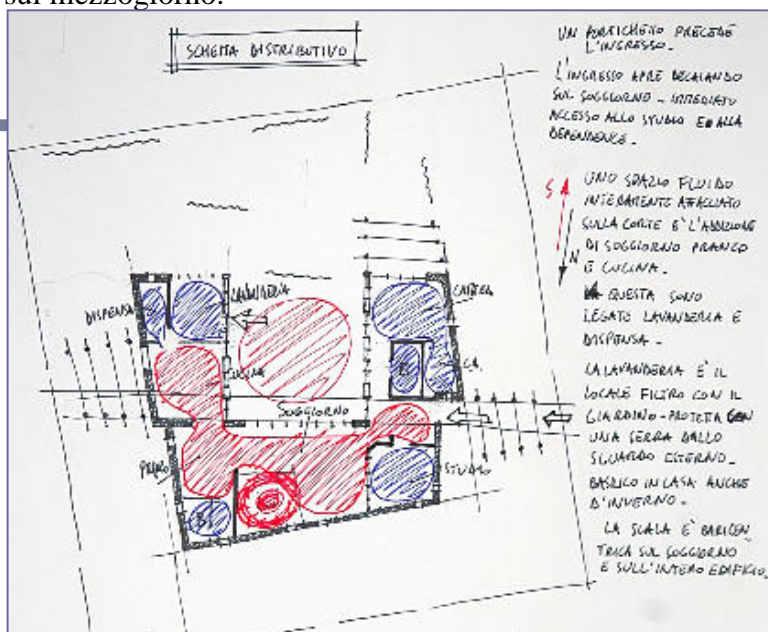 sul mezzogiorno.
SCHEMA DISTRIBUTIVO
UN PORTICHETO PRECEDE
L'INGRESSO.
L'INGRESSO APRE DECALANDO
SUL SOGGIORNO - IMMEDIATO
ACCESSO ALLO STUDIO E ALLA
DEPENDENCE.
S
N
UNO SPAZIO FLUIDO
INTERAMENTE AFFACCIATO
SULLA CORTE E' L'ADDIZIONE
DI SOGGIORNO PRANZO
E CUCINA.
A QUESTA SONO
LEGATO LAVANDERIA E
DISPENSA.
LA LAVANDERIA E' IL
LOCALE FILTRO CON IL
GIARDINO - PROTETTA CON
UNA SERRA DALLO
SGUARDO ESTERNO.
BASILICO IN CASA ANCHE
D'INVERNO.
LA SCALA E' BARICEN
TRICA SUL SOGGIORNO
E SULL'INTERO EDIFICIO.
DISPENSA
LAVANDERIA
CAMERA
CUCINA
SOGGIORNO
PRANZO
STUDIO